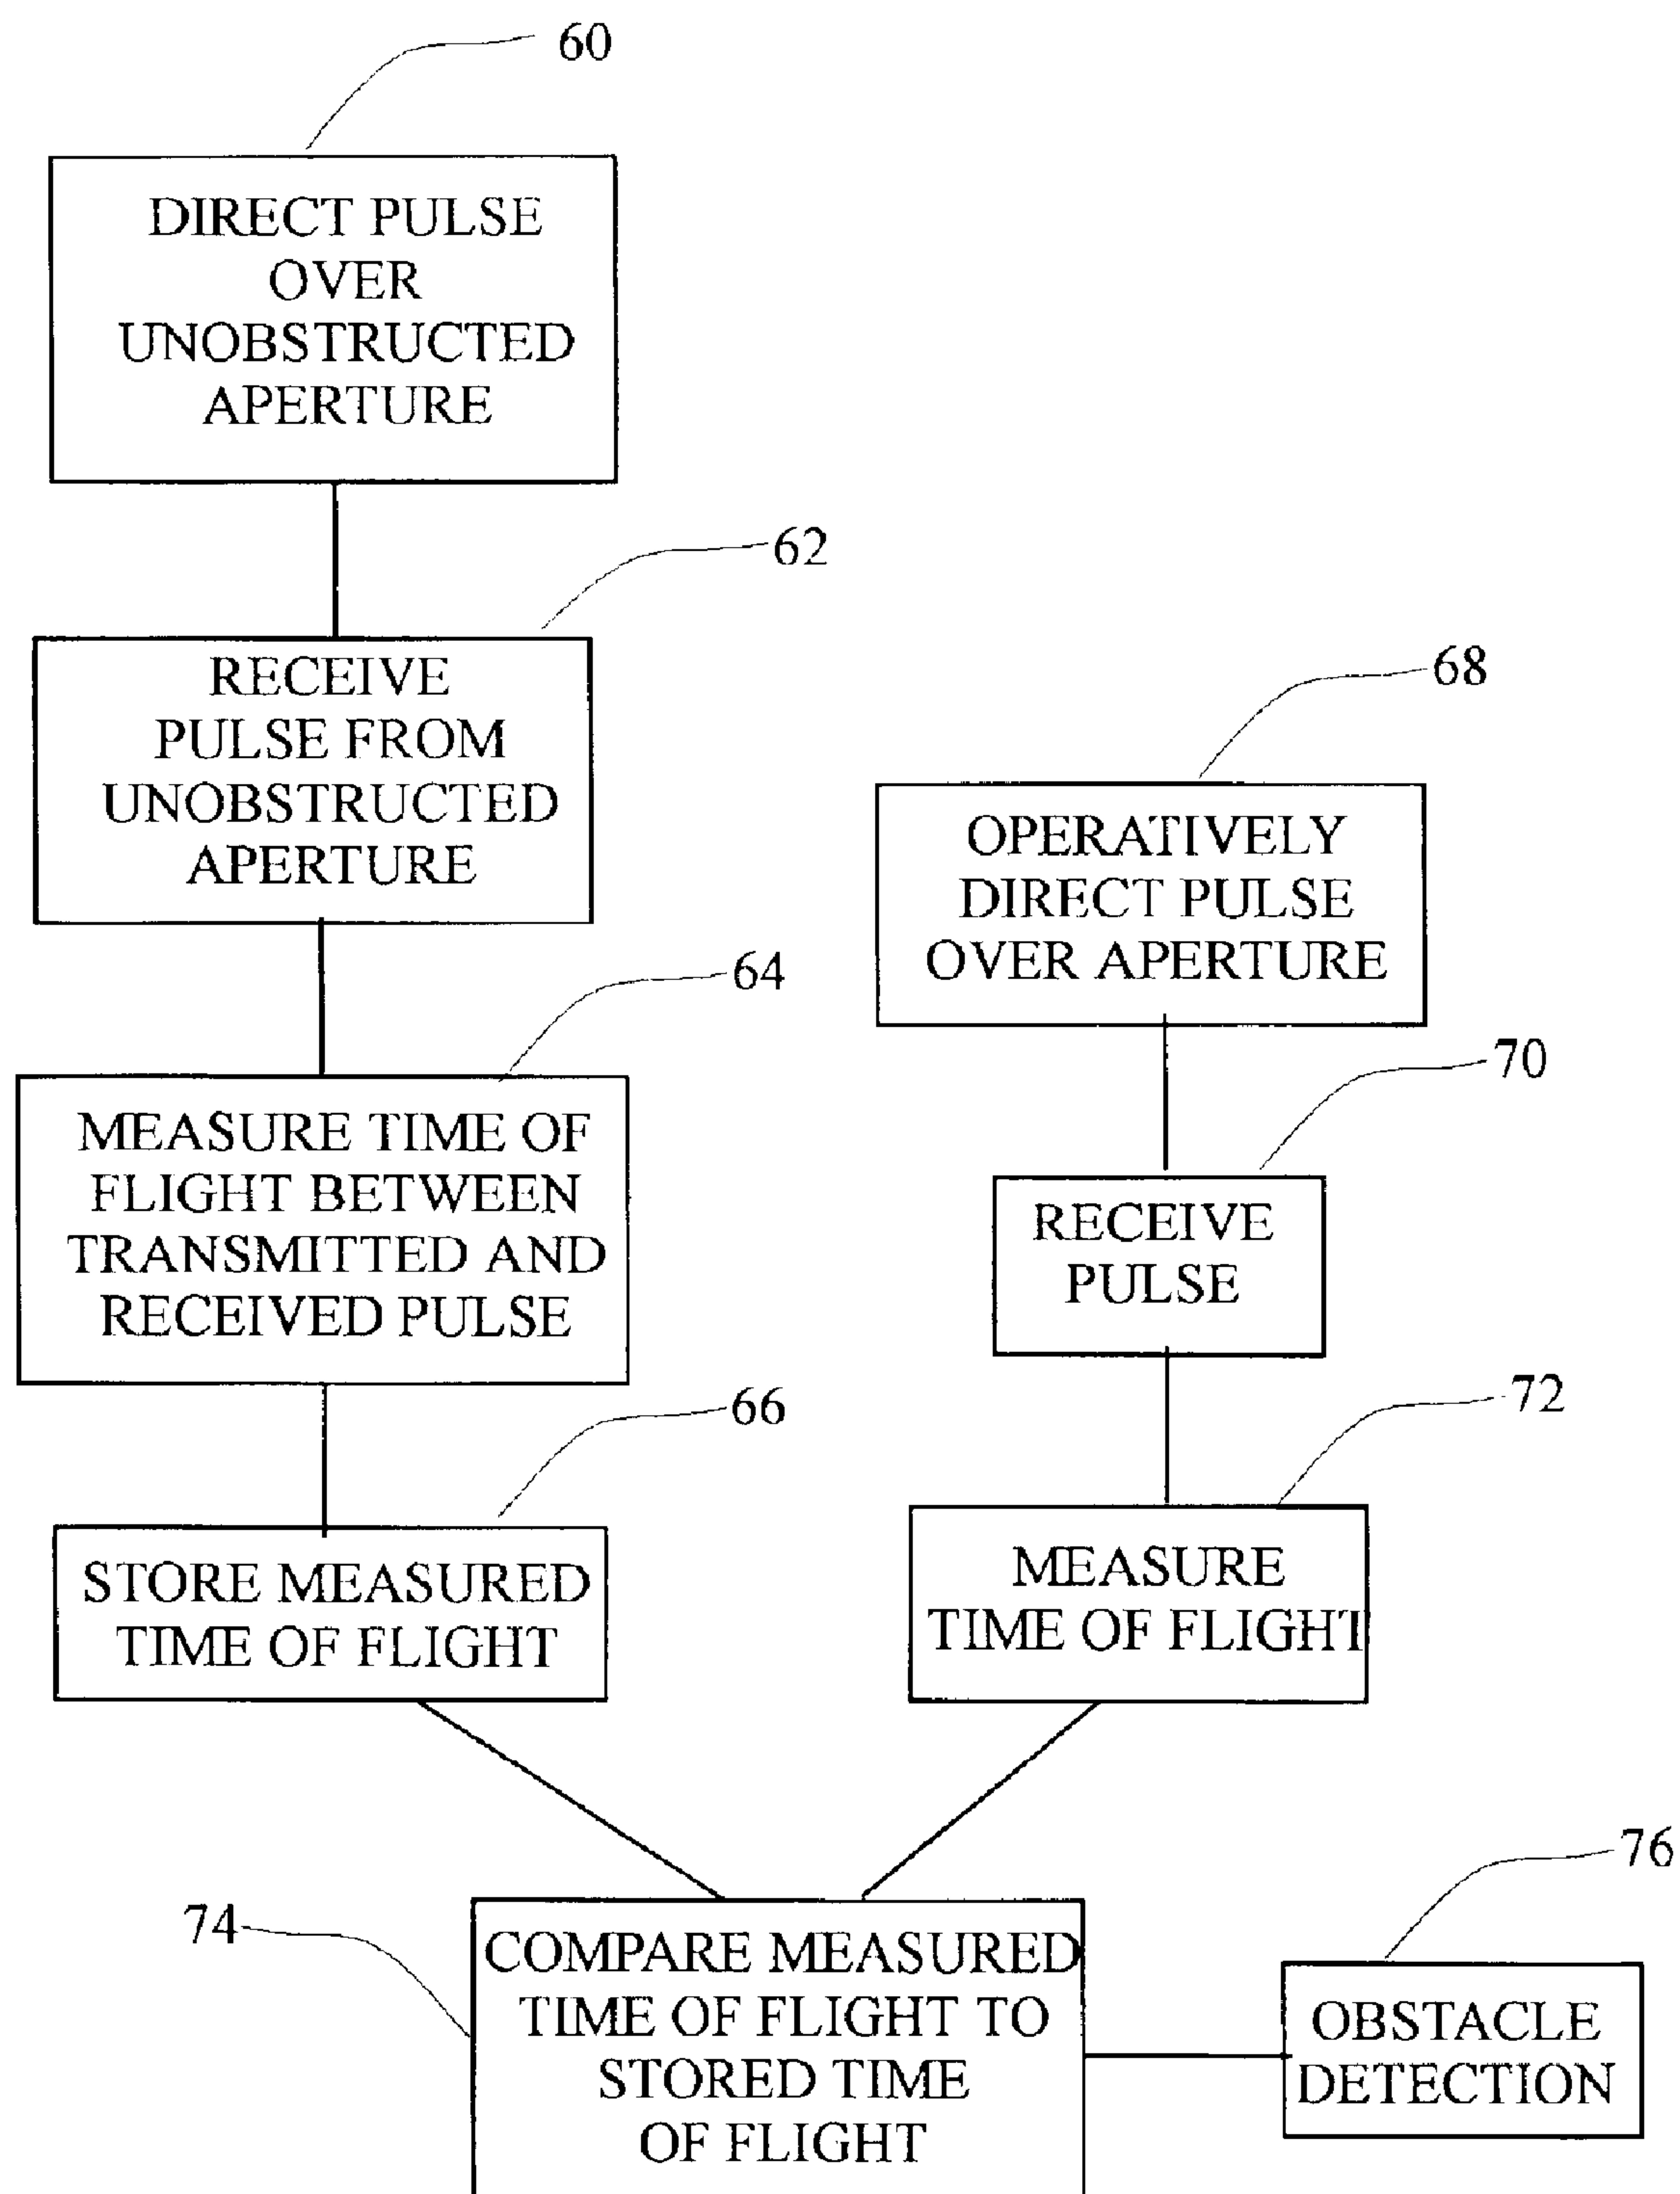 60
DIRECT PULSE
OVER
UNOBSTRUCTED
APERTURE
62
RECEIVE
PULSE FROM
UNOBSTRUCTED
APERTURE
64
MEASURE TIME OF
FLIGHT BETWEEN
TRANSMITTED AND
RECEIVED PULSE
66
STORE MEASURED
TIME OF FLIGHT
68
OPERATIVELY
DIRECT PULSE
OVER APERTURE
70
RECEIVE
PULSE
72
MEASURE
TIME OF FLIGHT
74
COMPARE MEASURED
TIME OF FLIGHT TO
STORED TIME
OF FLIGHT
76
OBSTACLE
DETECTION